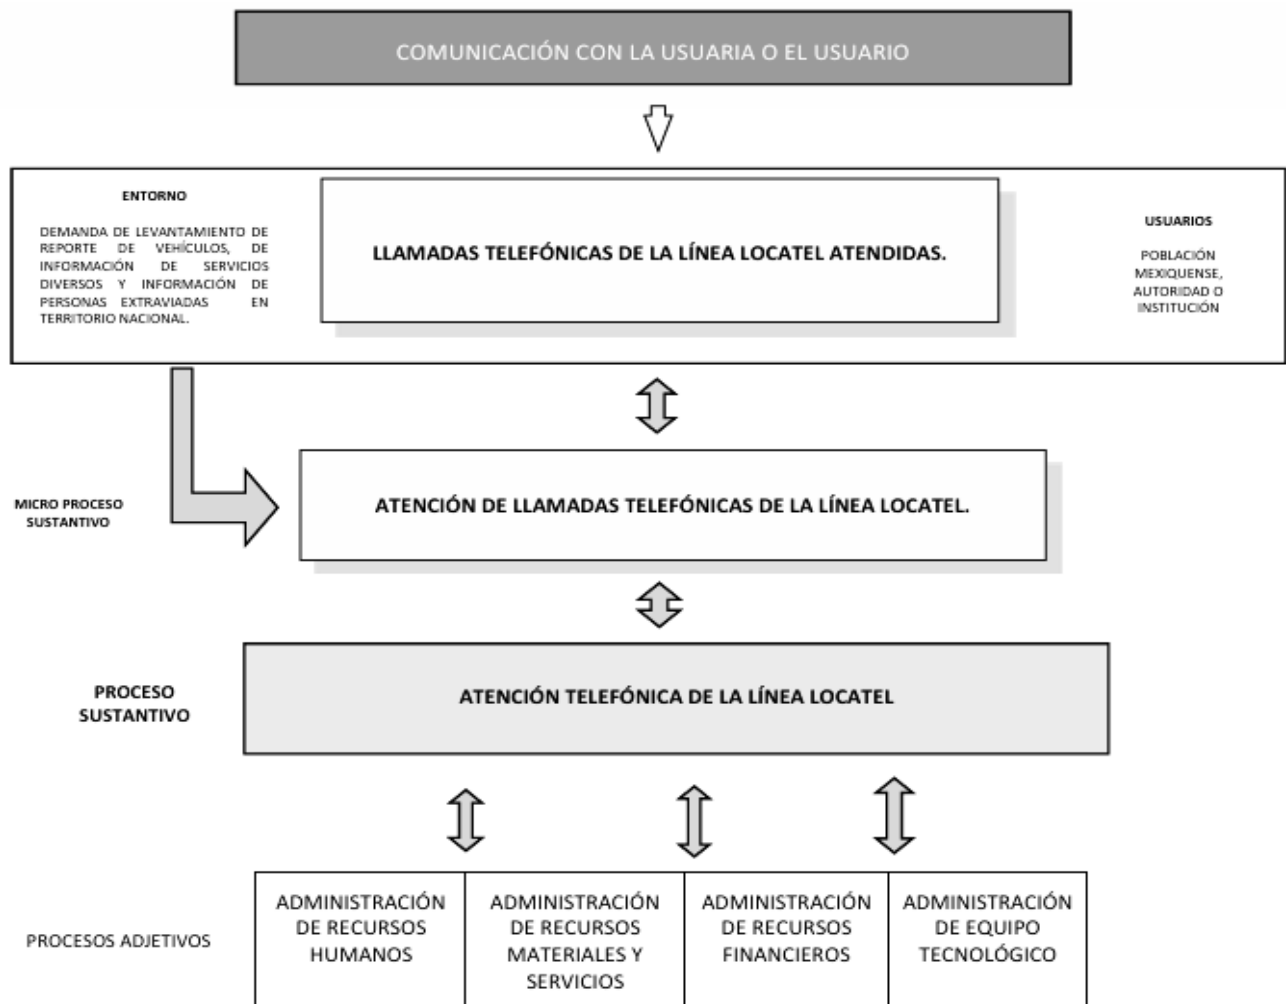 COMUNICACIÓN CON LA USUARIA O EL USUARIO
ENTORNO
DEMANDA DE LEVANTAMIENTO DE
REPORTE DE VEHÍCULOS, DE
INFORMACIÓN DE SERVICIOS
DIVERSOS Y INFORMACIÓN DE
PERSONAS EXTRAVIADAS EN
TERRITORIO NACIONAL.
LLAMADAS TELEFÓNICAS DE LA LÍNEA LOCATEL ATENDIDAS.
USUARIOS
POBLACIÓN
MEXIQUENSE,
AUTORIDAD O
INSTITUCIÓN
MICRO PROCESO
SUSTANTIVO
ATENCIÓN DE LLAMADAS TELEFÓNICAS DE LA LÍNEA LOCATEL.
PROCESO
SUSTANTIVO
ATENCIÓN TELEFÓNICA DE LA LÍNEA LOCATEL
PROCESOS ADJETIVOS
ADMINISTRACIÓN
DE RECURSOS
HUMANOS
ADMINISTRACIÓN
DE RECURSOS
MATERIALES Y
SERVICIOS
ADMINISTRACIÓN
DE RECURSOS
FINANCIEROS
ADMINISTRACIÓN
DE EQUIPO
TECNOLÓGICO